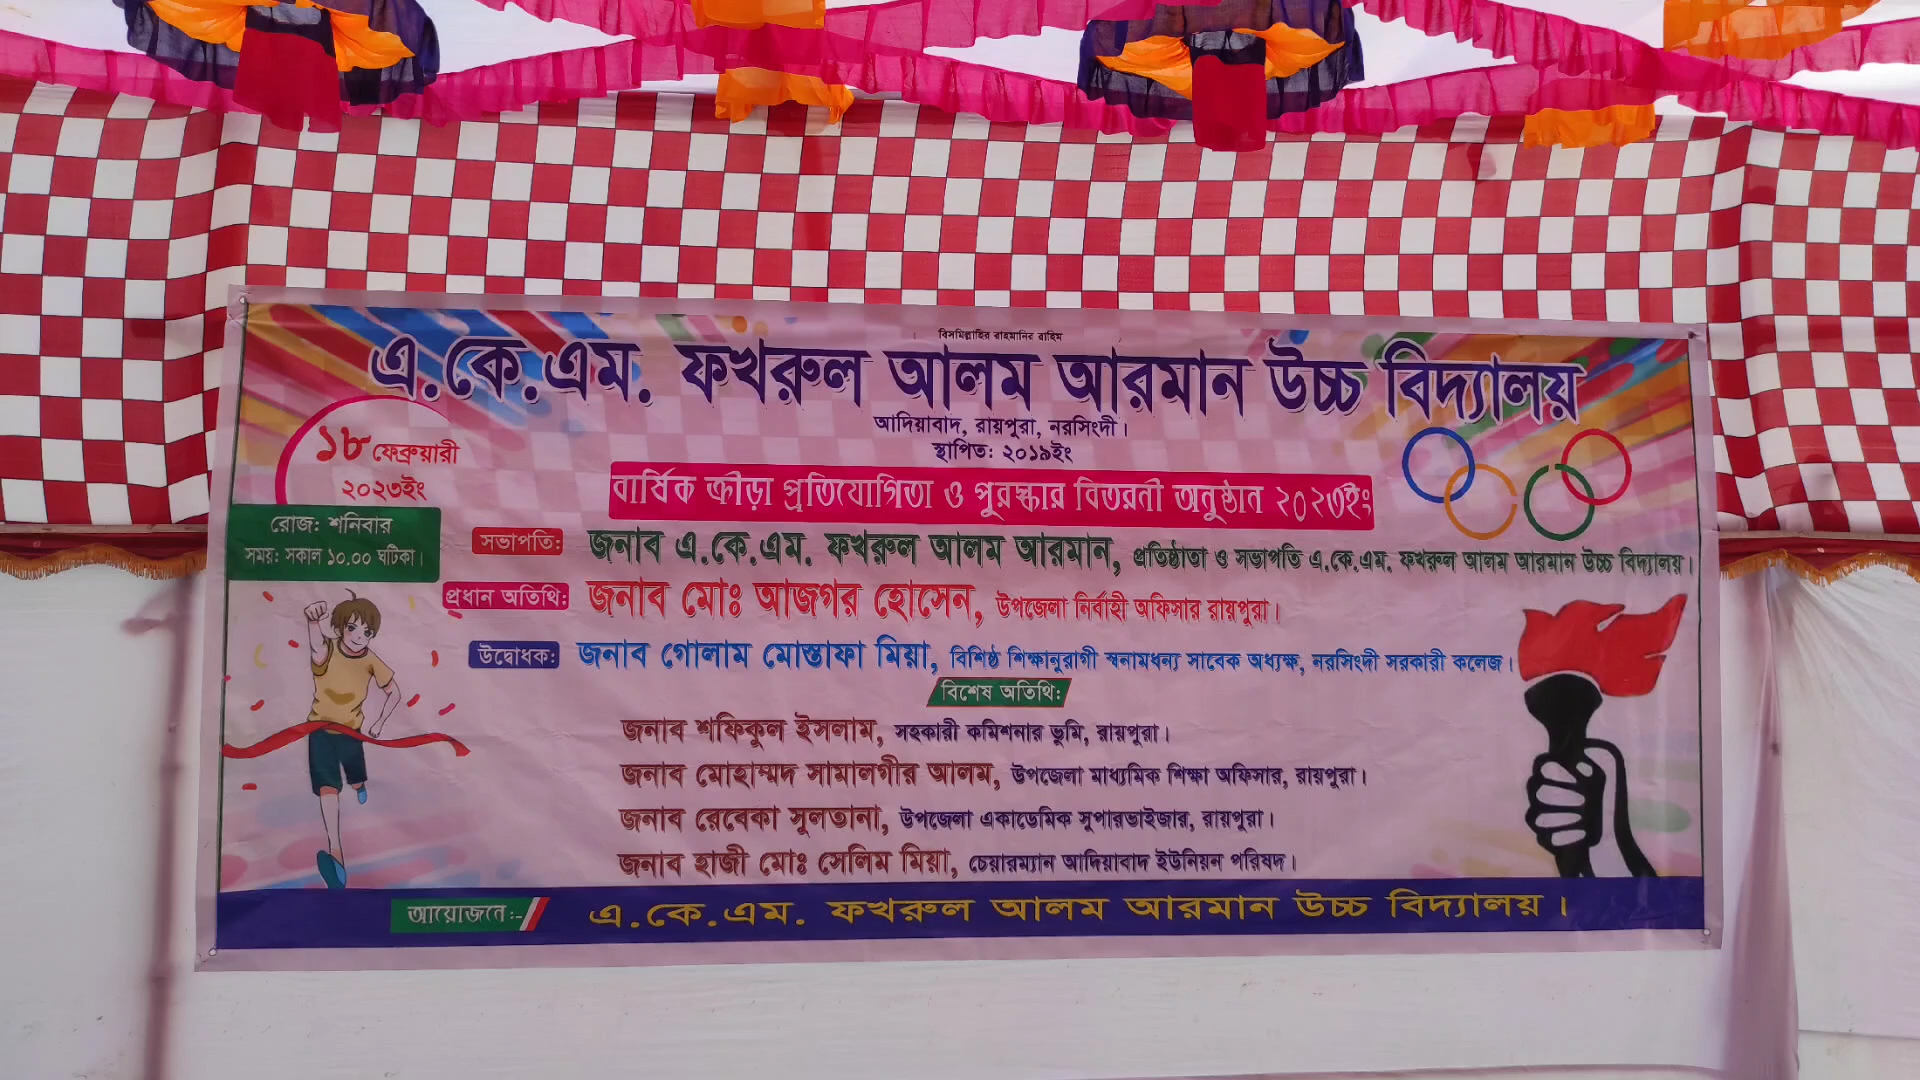 বিসমিল্লাহির রাহমানির রাহিম
এ.কে.এম. ফখরুল আলম আরমান উচ্চ বিদ্যালয়
আদিয়াবাদ, রায়পুরা, নরসিংদী।
স্থাপিত: ২০১৯ইং
১৮ ফেব্রুয়ারী
২০২৩ইং
রোজ: শনিবার
সময়: সকাল ১০.০০ ঘটিকা।
বার্ষিক ক্রীড়া প্রতিযোগিতা ও পুরস্কার বিতরনী অনুষ্ঠান ২০২৩ইং
সভাপতি: জনাব এ.কে.এম. ফখরুল আলম আরমান, প্রতিষ্ঠাতা ও সভাপতি এ.কে.এম. ফখরুল আলম আরমান উচ্চ বিদ্যালয়।
প্রধান অতিথি: জনাব মোঃ আজগর হোসেন, উপজেলা নির্বাহী অফিসার রায়পুরা।
উদ্বোধক: জনাব গোলাম মোস্তাফা মিয়া, বিশিষ্ঠ শিক্ষানুরাগী স্বনামধন্য সাবেক অধ্যক্ষ, নরসিংদী সরকারী কলেজ।
বিশেষ অতিথি:
জনাব শফিকুল ইসলাম, সহকারী কমিশনার ভুমি, রায়পুরা।
জনাব মোহাম্মদ সামালগীর আলম, উপজেলা মাধ্যমিক শিক্ষা অফিসার, রায়পুরা।
জনাব রেবেকা সুলতানা, উপজেলা একাডেমিক সুপারভাইজার, রায়পুরা।
জনাব হাজী মোঃ সেলিম মিয়া, চেয়ারম্যান আদিয়াবাদ ইউনিয়ন পরিষদ।
আয়োজনে:- এ.কে.এম. ফখরুল আলম আরমান উচ্চ বিদ্যালয়।